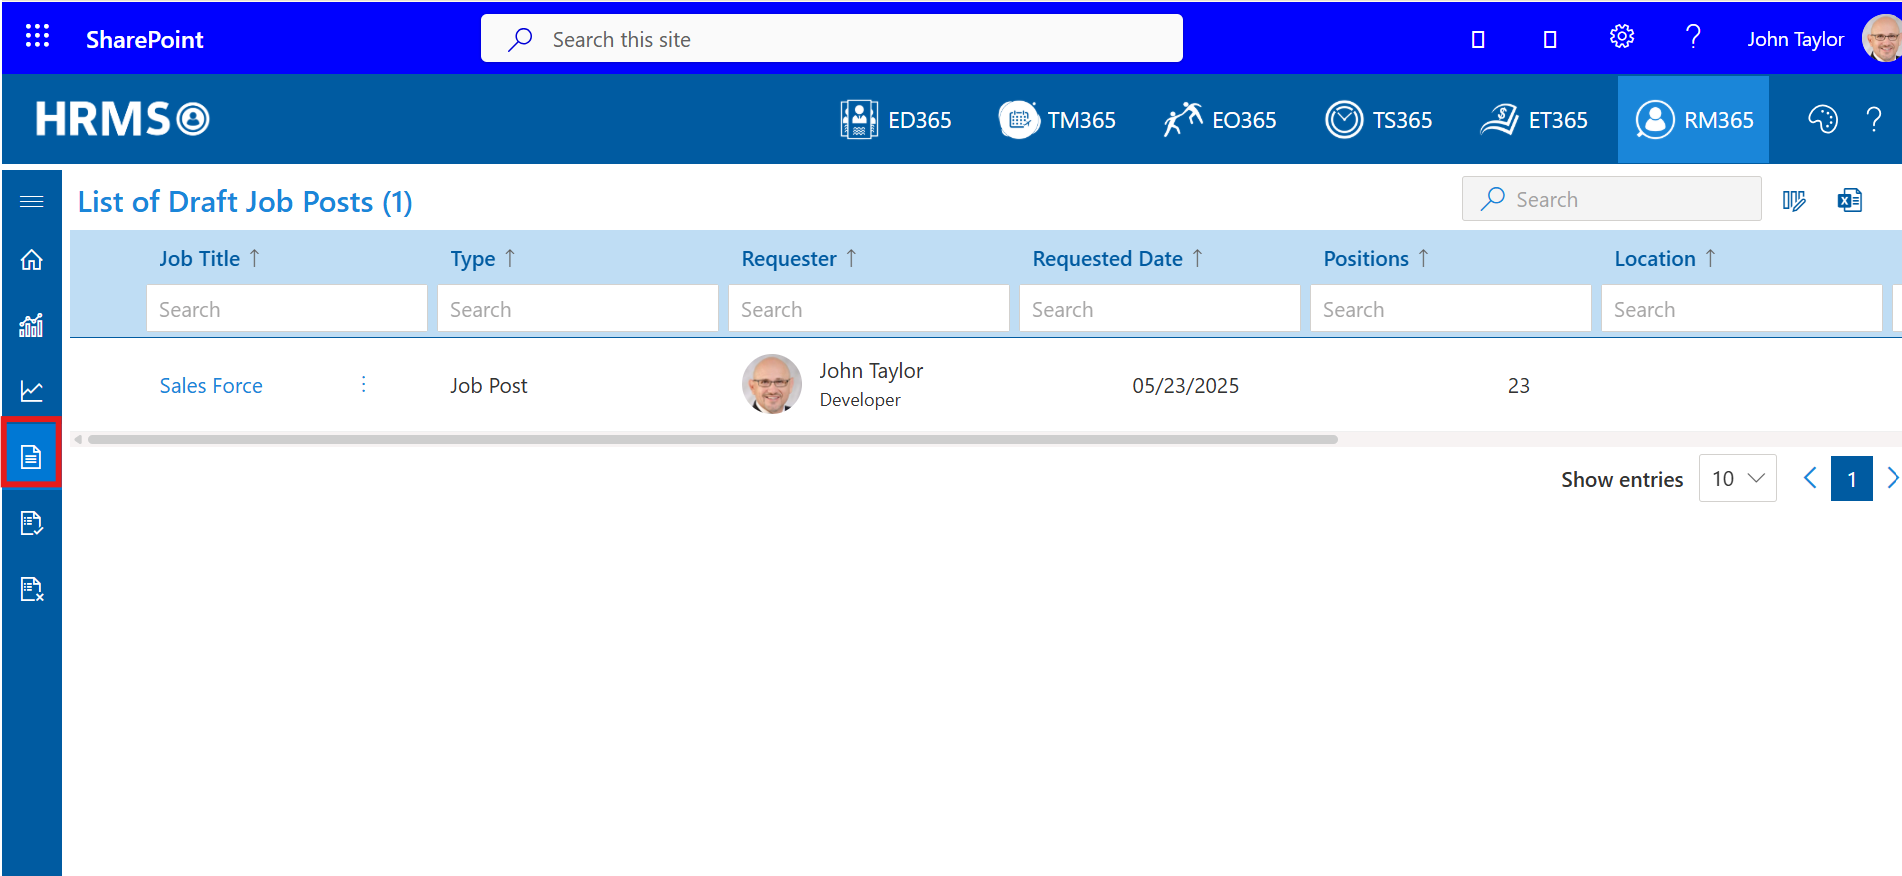 SharePoint
Search this site
John Taylor
HRMS
ED365
TM365
EO365
TS365
ET365
RM365
List of Draft Job Posts (1)
Search
Job Title ↑ Type ↑ Requester ↑ Requested Date ↑ Positions ↑ Location ↑
Search Search Search Search Search Search
Sales Force Job Post John Taylor 05/23/2025 23
Developer
Show entries 10 1